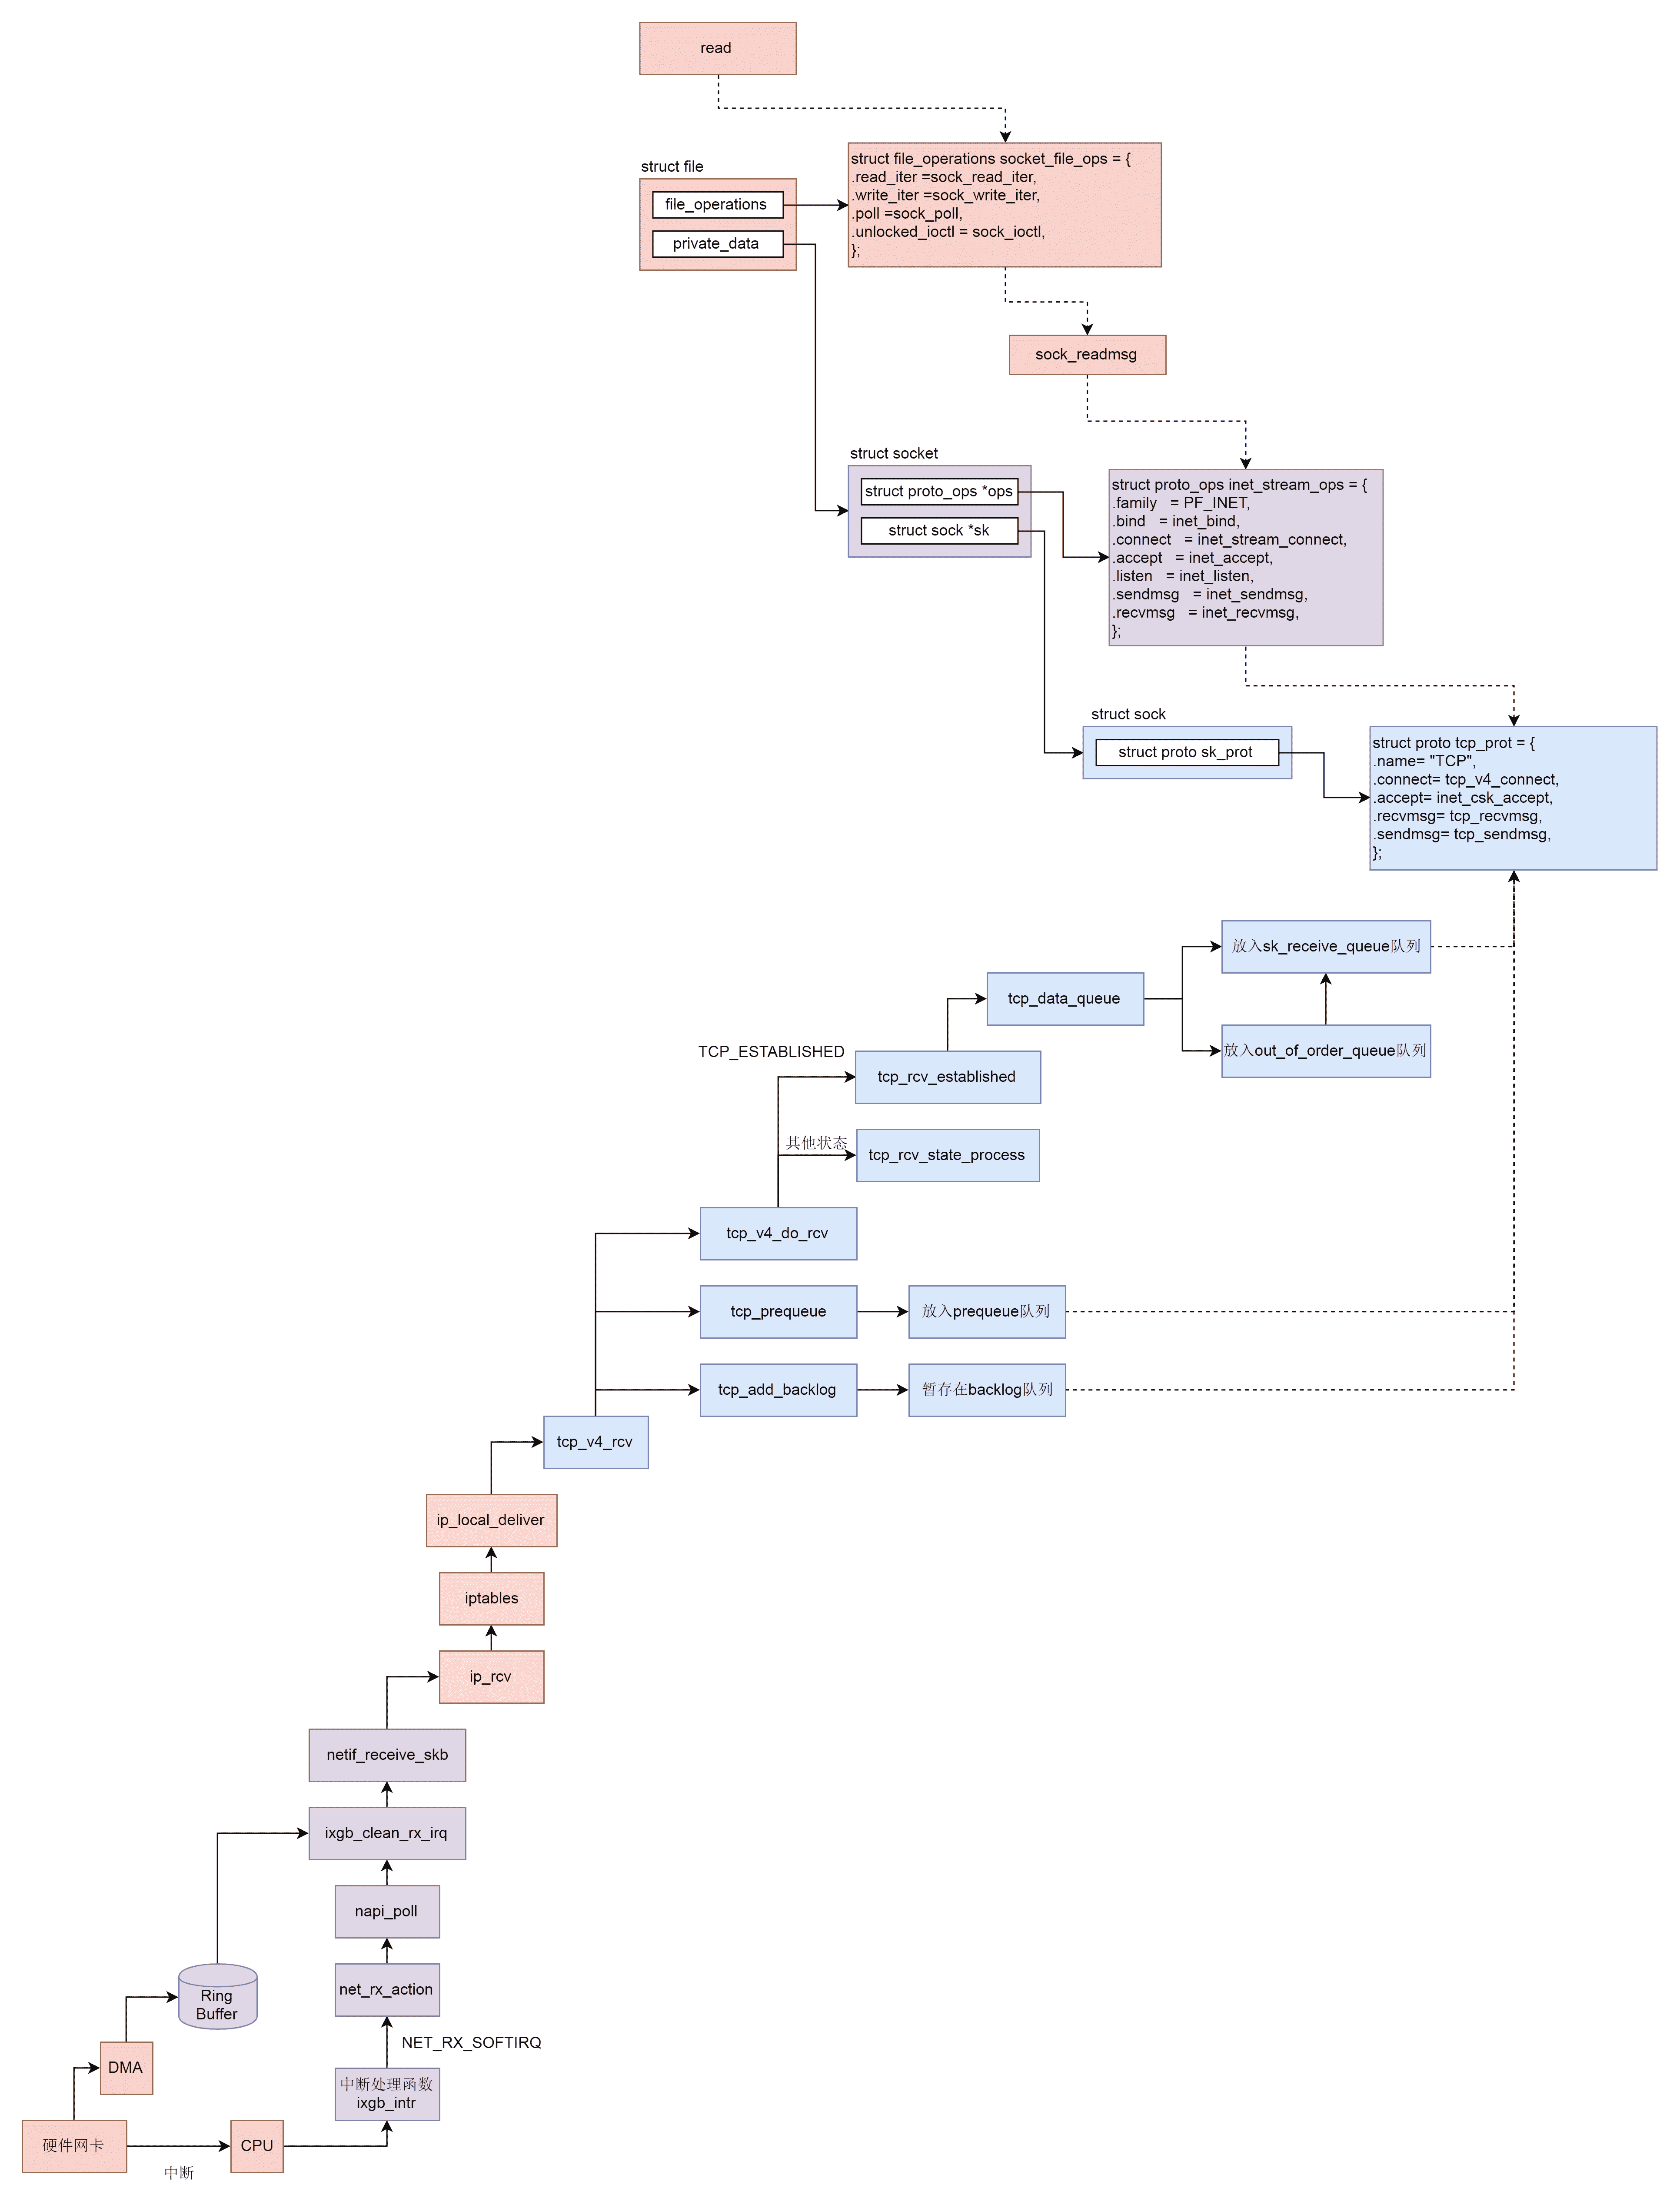 read
struct file
file_operations
private_data
struct file_operations socket_file_ops = {
.read_iter =sock_read_iter,
.write_iter =sock_write_iter,
.poll =sock_poll,
.unlocked_ioctl = sock_ioctl,
};
sock_readmsg
struct socket
struct proto_ops *ops
struct sock *sk
struct proto_ops inet_stream_ops = {
.family   = PF_INET,
.bind   = inet_bind,
.connect   = inet_stream_connect,
.accept   = inet_accept,
.listen   = inet_listen,
.sendmsg   = inet_sendmsg,
.recvmsg   = inet_recvmsg,
};
struct sock
struct proto sk_prot
struct proto tcp_prot = {
.name= "TCP",
.connect= tcp_v4_connect,
.accept= inet_csk_accept,
.recvmsg= tcp_recvmsg,
.sendmsg= tcp_sendmsg,
};
放入sk_receive_queue队列
tcp_data_queue
放入out_of_order_queue队列
TCP_ESTABLISHED
tcp_rcv_established
其他状态
tcp_rcv_state_process
tcp_v4_do_rcv
tcp_prequeue
放入prequeue队列
tcp_add_backlog
暂存在backlog队列
tcp_v4_rcv
ip_local_deliver
iptables
ip_rcv
netif_receive_skb
ixgb_clean_rx_irq
napi_poll
net_rx_action
Ring
Buffer
NET_RX_SOFTIRQ
DMA
中断处理函数
ixgb_intr
硬件网卡
中断
CPU